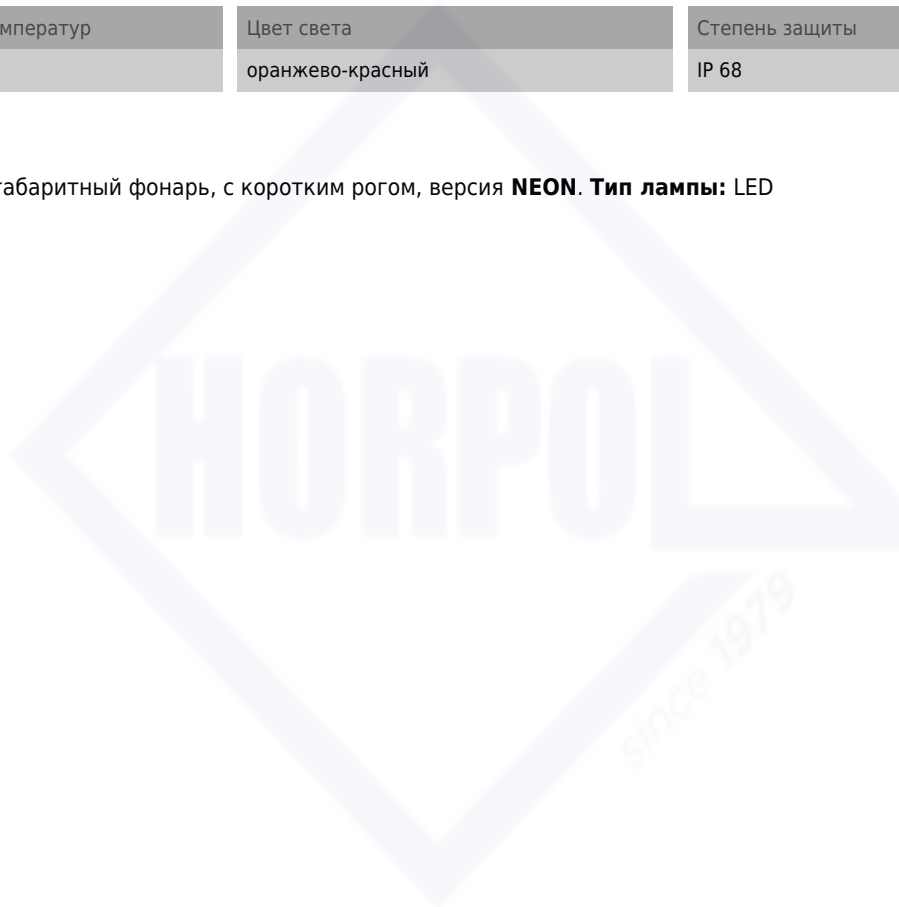 мператур Цвет света Степень защиты
оранжево-красный IP 68
габаритный фонарь, с коротким рогом, версия NEON. Тип лампы: LED
HORPOL
since 1979